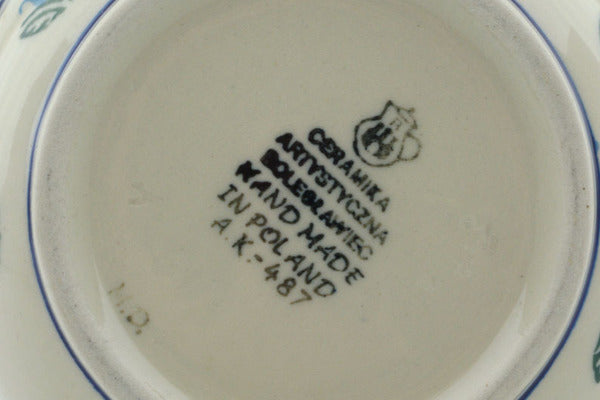 CERAMIKA
ARTYSTYCZNA
BOLESŁAWIEC
HAND MADE
IN POLAND
A.K.-487
H.D.